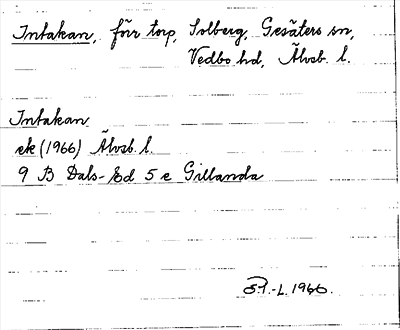 Intakan, förr torp, Solberg, Gesäters sn,
Vedbo hd, Älvsb. l.
Intakan
ek (1966) Älvsb. l.
9 B Dals-Ed 5 e Gillanda
1966.